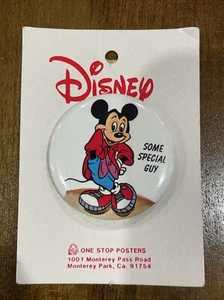 DISNEY
SOME
SPECIAL
GUY
ONE STOP POSTERS
1001 Monterey Pass Road
Monterey Park, Ca. 91754